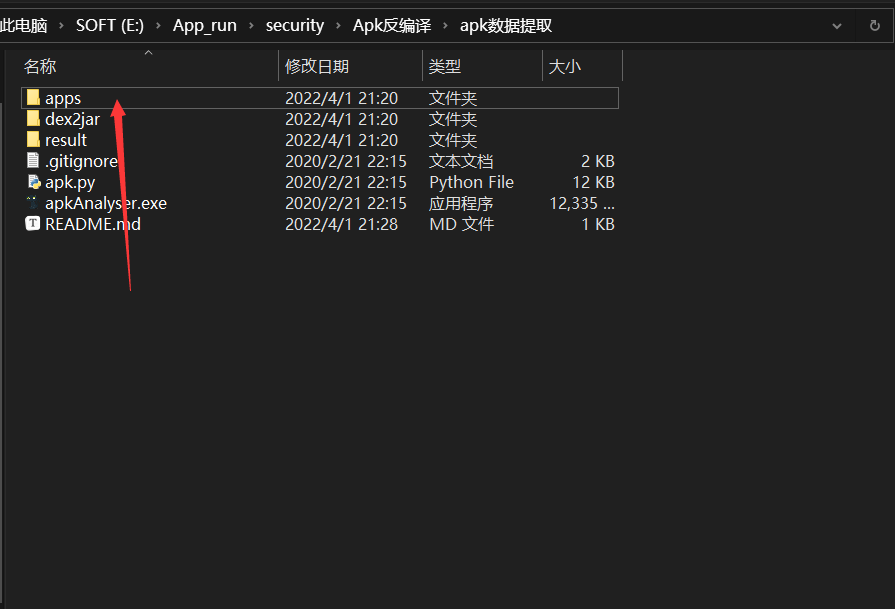 此电脑 › SOFT (E:) › App_run › security › Apk反编译 › apk数据提取
名称 修改日期 类型 大小
apps 2022/4/1 21:20 文件夹
dex2jar 2022/4/1 21:20 文件夹
result 2022/4/1 21:20 文件夹
.gitignore 2020/2/21 22:15 文本文档 2 KB
apk.py 2020/2/21 22:15 Python File 12 KB
apkAnalyser.exe 2020/2/21 22:15 应用程序 12,335 ...
README.md 2022/4/1 21:28 MD 文件 1 KB